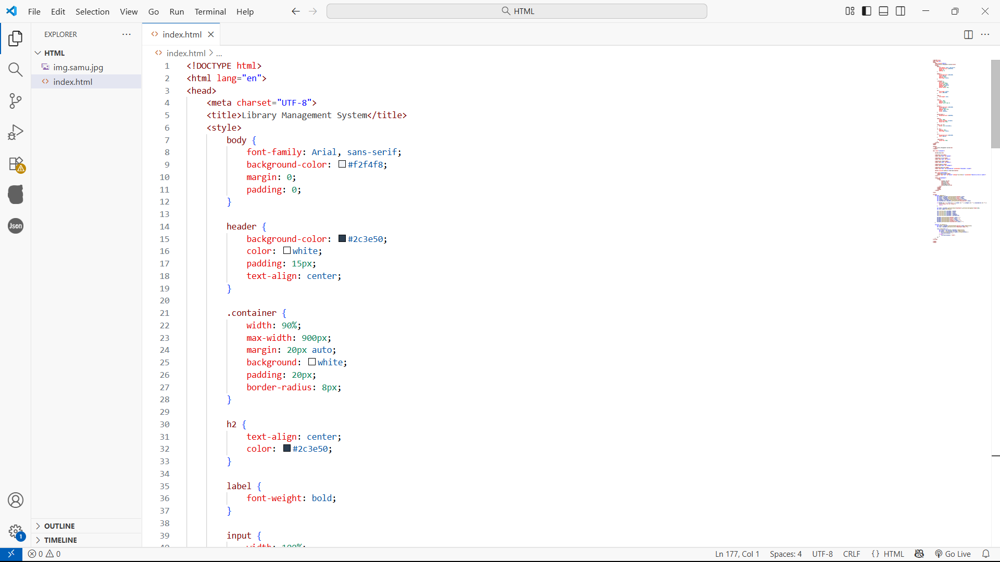 File Edit Selection View Go Run Terminal Help
HTML
EXPLORER
HTML
img.samu.jpg
index.html
Json
OUTLINE
TIMELINE
index.html
index.html > ...
1 <!DOCTYPE html>
2 <html lang="en">
3 <head>
4 <meta charset="UTF-8">
5 <title>Library Management System</title>
6 <style>
7 body {
8 font-family: Arial, sans-serif;
9 background-color: #f2f4f8;
10 margin: 0;
11 padding: 0;
12 }
13
14 header {
15 background-color: #2c3e50;
16 color: white;
17 padding: 15px;
18 text-align: center;
19 }
20
21 .container {
22 width: 90%;
23 max-width: 900px;
24 margin: 20px auto;
25 background: white;
26 padding: 20px;
27 border-radius: 8px;
28 }
29
30 h2 {
31 text-align: center;
32 color: #2c3e50;
33 }
34
35 label {
36 font-weight: bold;
37 }
38
39 input {
40 width: 100%;
1
0 0
Ln 177, Col 1 Spaces: 4 UTF-8 CRLF {} HTML Go Live